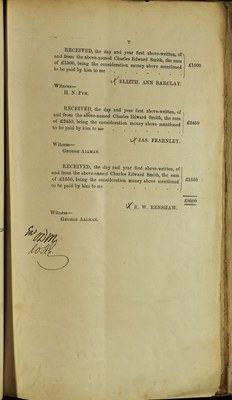 7
RECEIVED, the day and year first above-written, of
and from the above-named Charles Edward Smith, the sum
of £1000, being the consideration money above mentioned
to be paid by him to me
£1000
ELIZTH. ANN BARCLAY.
Witness—
H. N. PYM.
RECEIVED, the day and year first above-written, of
and from the above-named Charles Edward Smith, the sum
of £3400, being the consideration money above mentioned
to be paid by him to me
£3400
JAS. FEARNLEY.
Witness—
GEORGE ALLMAN.
RECEIVED, the day and year first above-written, of
and from the above-named Charles Edward Smith, the sum
of £1600, being the consideration money above mentioned
to be paid by him to me
S. W. RENSHAW.
Witness—
GEORGE ALLMAN.